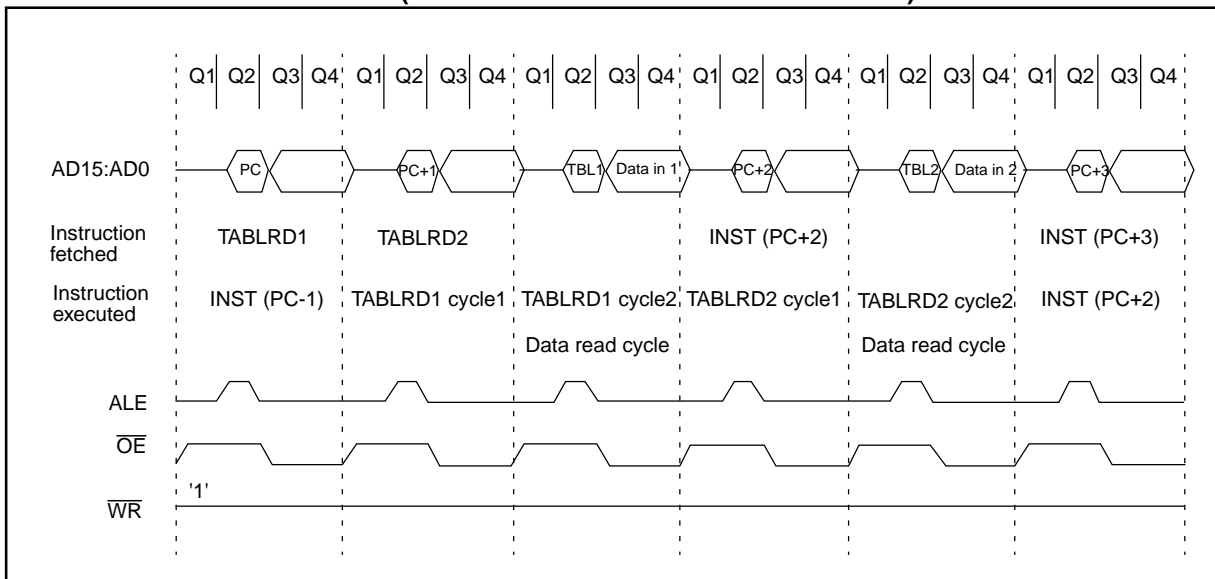 Q1 Q2 Q3 Q4 Q1 Q2 Q3 Q4 Q1 Q2 Q3 Q4 Q1 Q2 Q3 Q4 Q1 Q2 Q3 Q4 Q1 Q2 Q3 Q4
AD15:AD0 PC PC+1 TBL1 Data in 1 PC+2 TBL2 Data in 2 PC+3
Instruction
fetched
TABLRD1 TABLRD2 INST (PC+2) INST (PC+3)
Instruction
executed
INST (PC-1) TABLRD1 cycle1 TABLRD1 cycle2 TABLRD2 cycle1 TABLRD2 cycle2 INST (PC+2)
Data read cycle Data read cycle
ALE
OE
'1'
WR